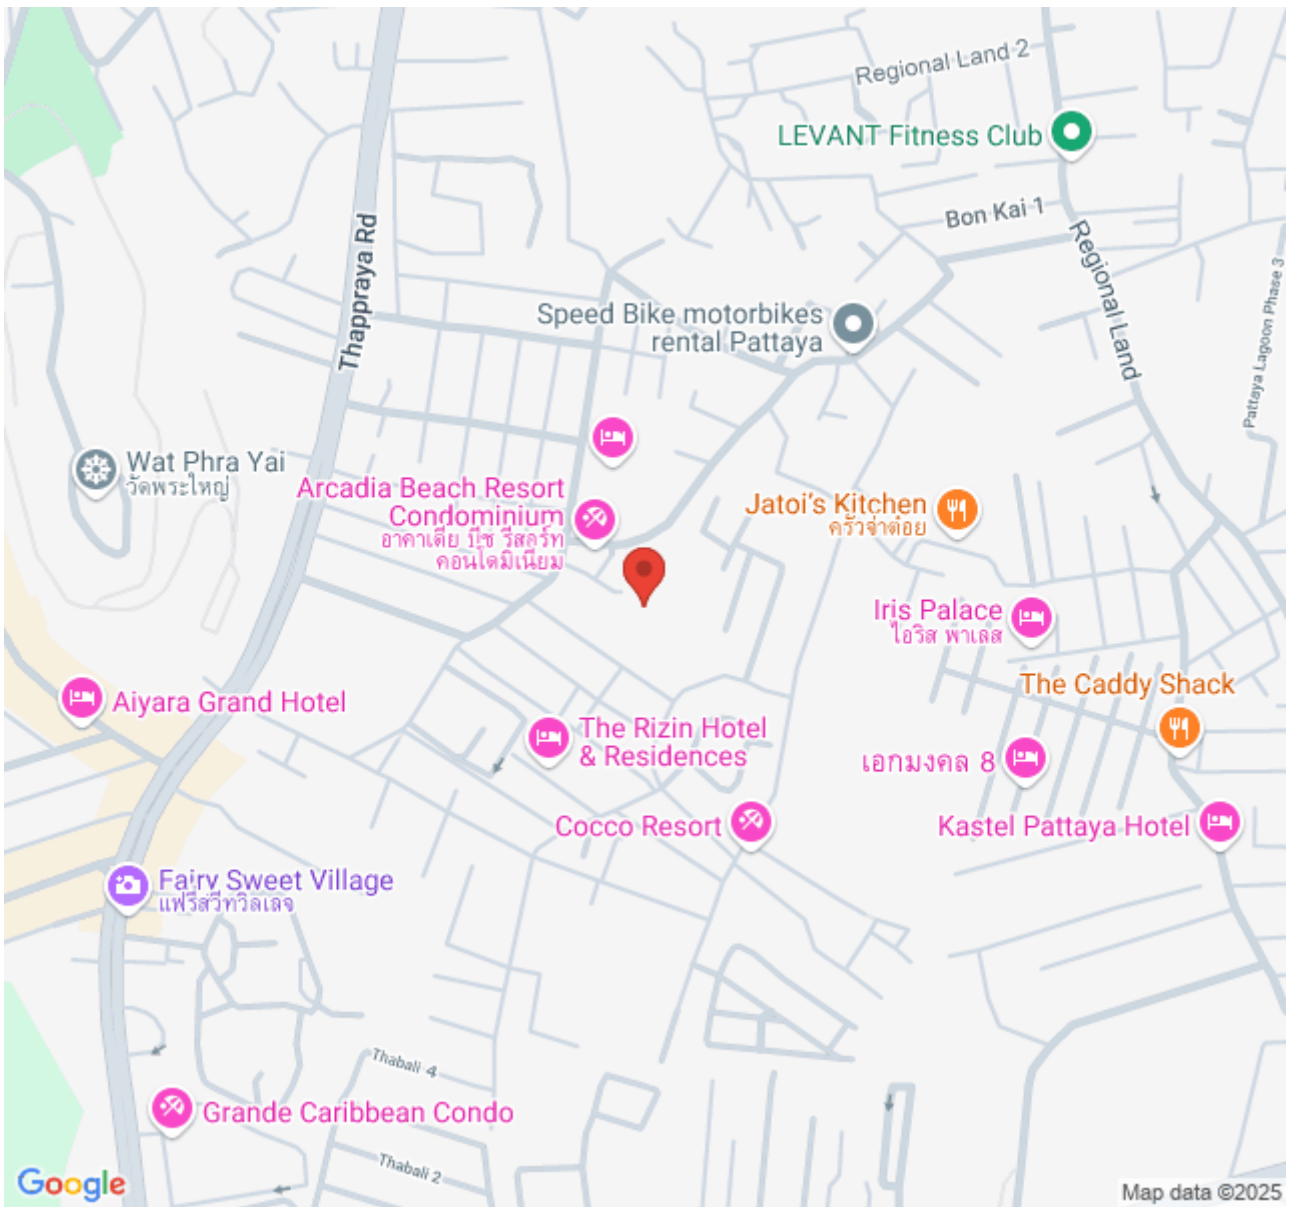 Regional Land 2
LEVANT Fitness Club
Bon Kai 1
Thappraya Rd
Regional Land
Pattaya Lagoon Phase 3
Speed Bike motorbikes
rental Pattaya
Wat Phra Yai
วัดพระใหญ่
Arcadia Beach Resort
Condominium
อาคาเดีย บีช รีสอร์ท
คอนโดมิเนียม
Jatoi's Kitchen
ครัวจ่าต๋อย
Iris Palace
ไอริส พาเลส
The Caddy Shack
Aiyara Grand Hotel
The Rizin Hotel
& Residences
เอกมงคล 8
Cocco Resort
Kastel Pattaya Hotel
Fairy Sweet Village
แฟรี่สวีทวิลเลจ
Thabali 4
Grande Caribbean Condo
Thabali 2
Google
Map data ©2025